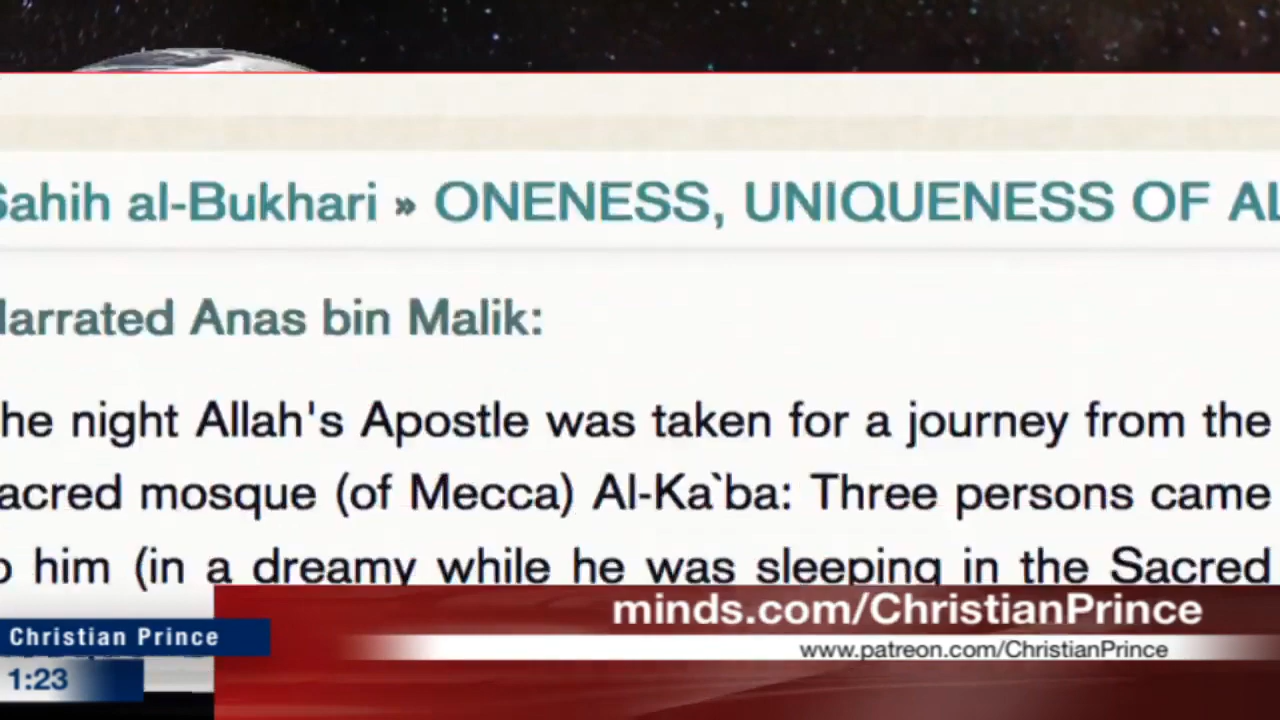 Sahih al-Bukhari » ONENESS, UNIQUENESS OF AL
Narrated Anas bin Malik:
he night Allah's Apostle was taken for a journey from the
acred mosque (of Mecca) Al-Ka`ba: Three persons came
o him (in a dreamy while he was sleeping in the Sacred
minds.com/ChristianPrince
Christian Prince
www.patreon.com/ChristianPrince
1:23